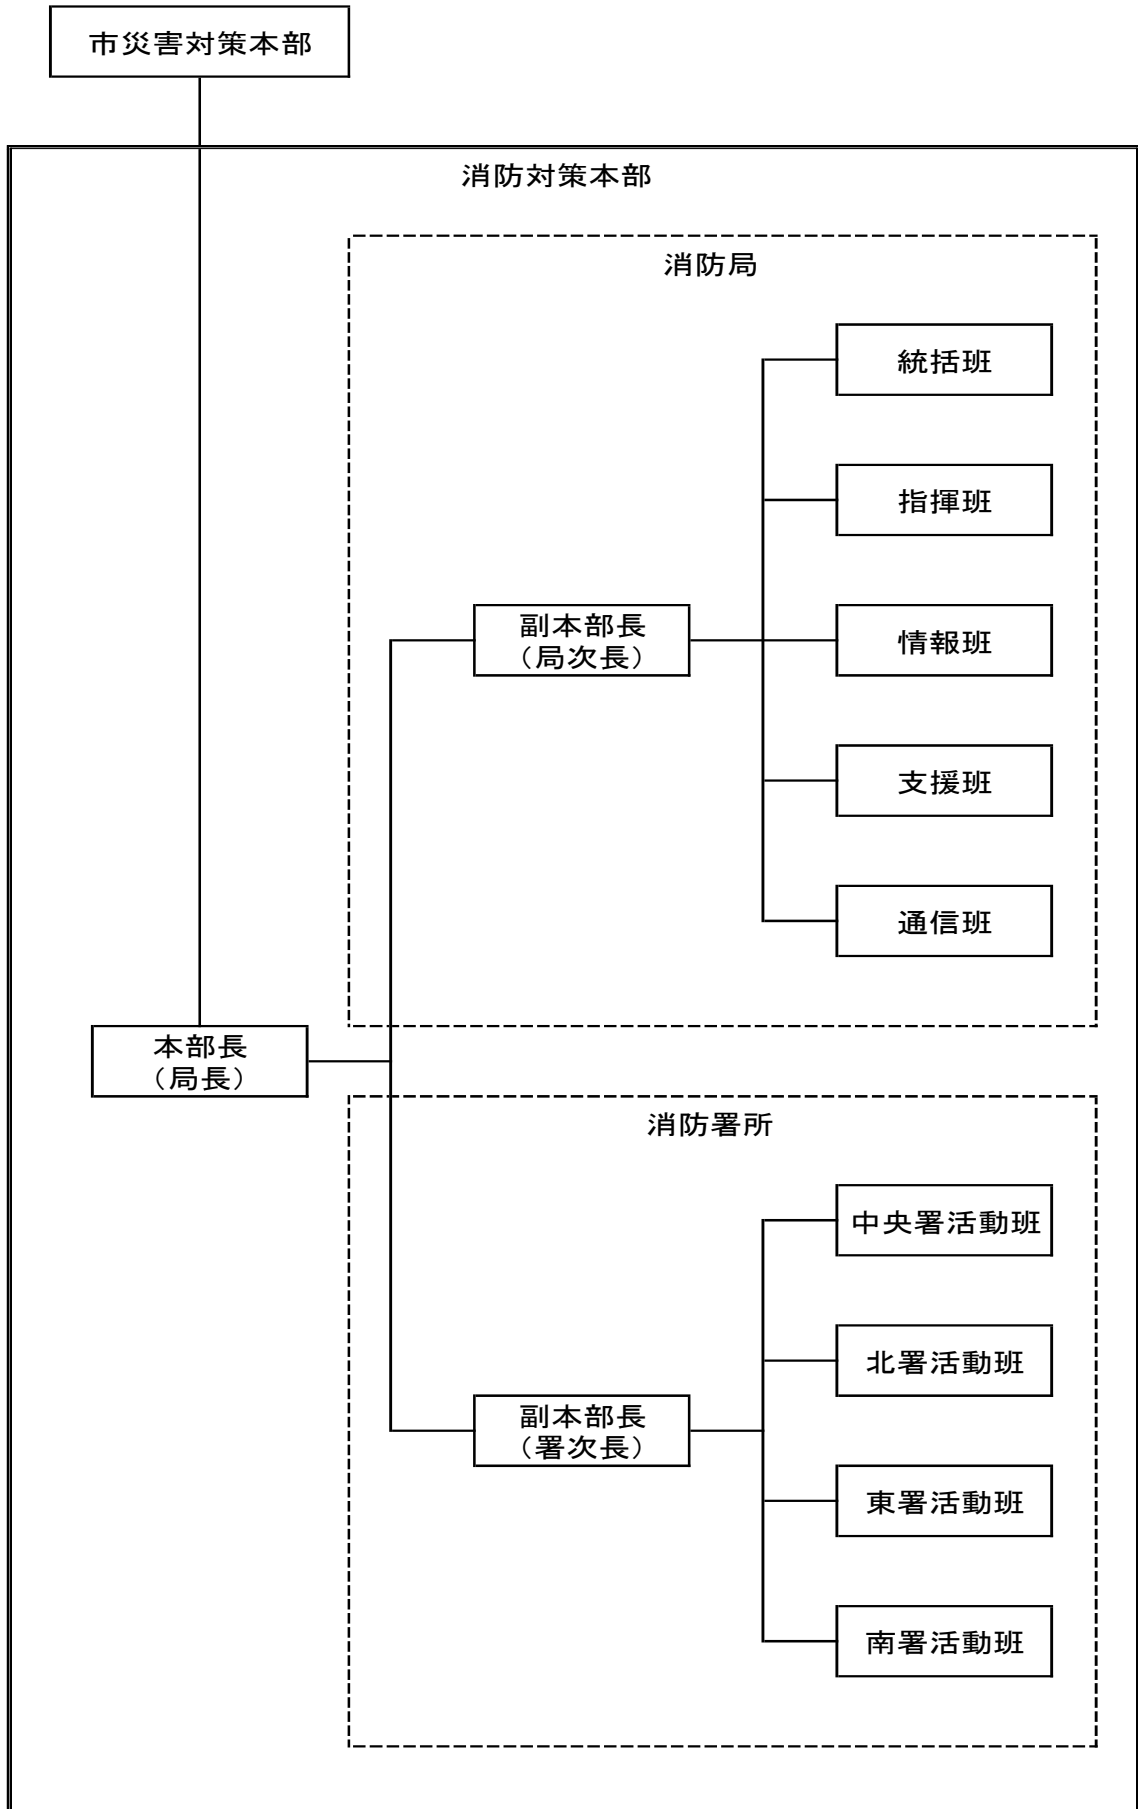 市災害対策本部
消防対策本部
消防局
統括班
指揮班
副本部長
（局次長）
情報班
支援班
通信班
本部長
（局長）
消防署所
中央署活動班
北署活動班
副本部長
（署次長）
東署活動班
南署活動班